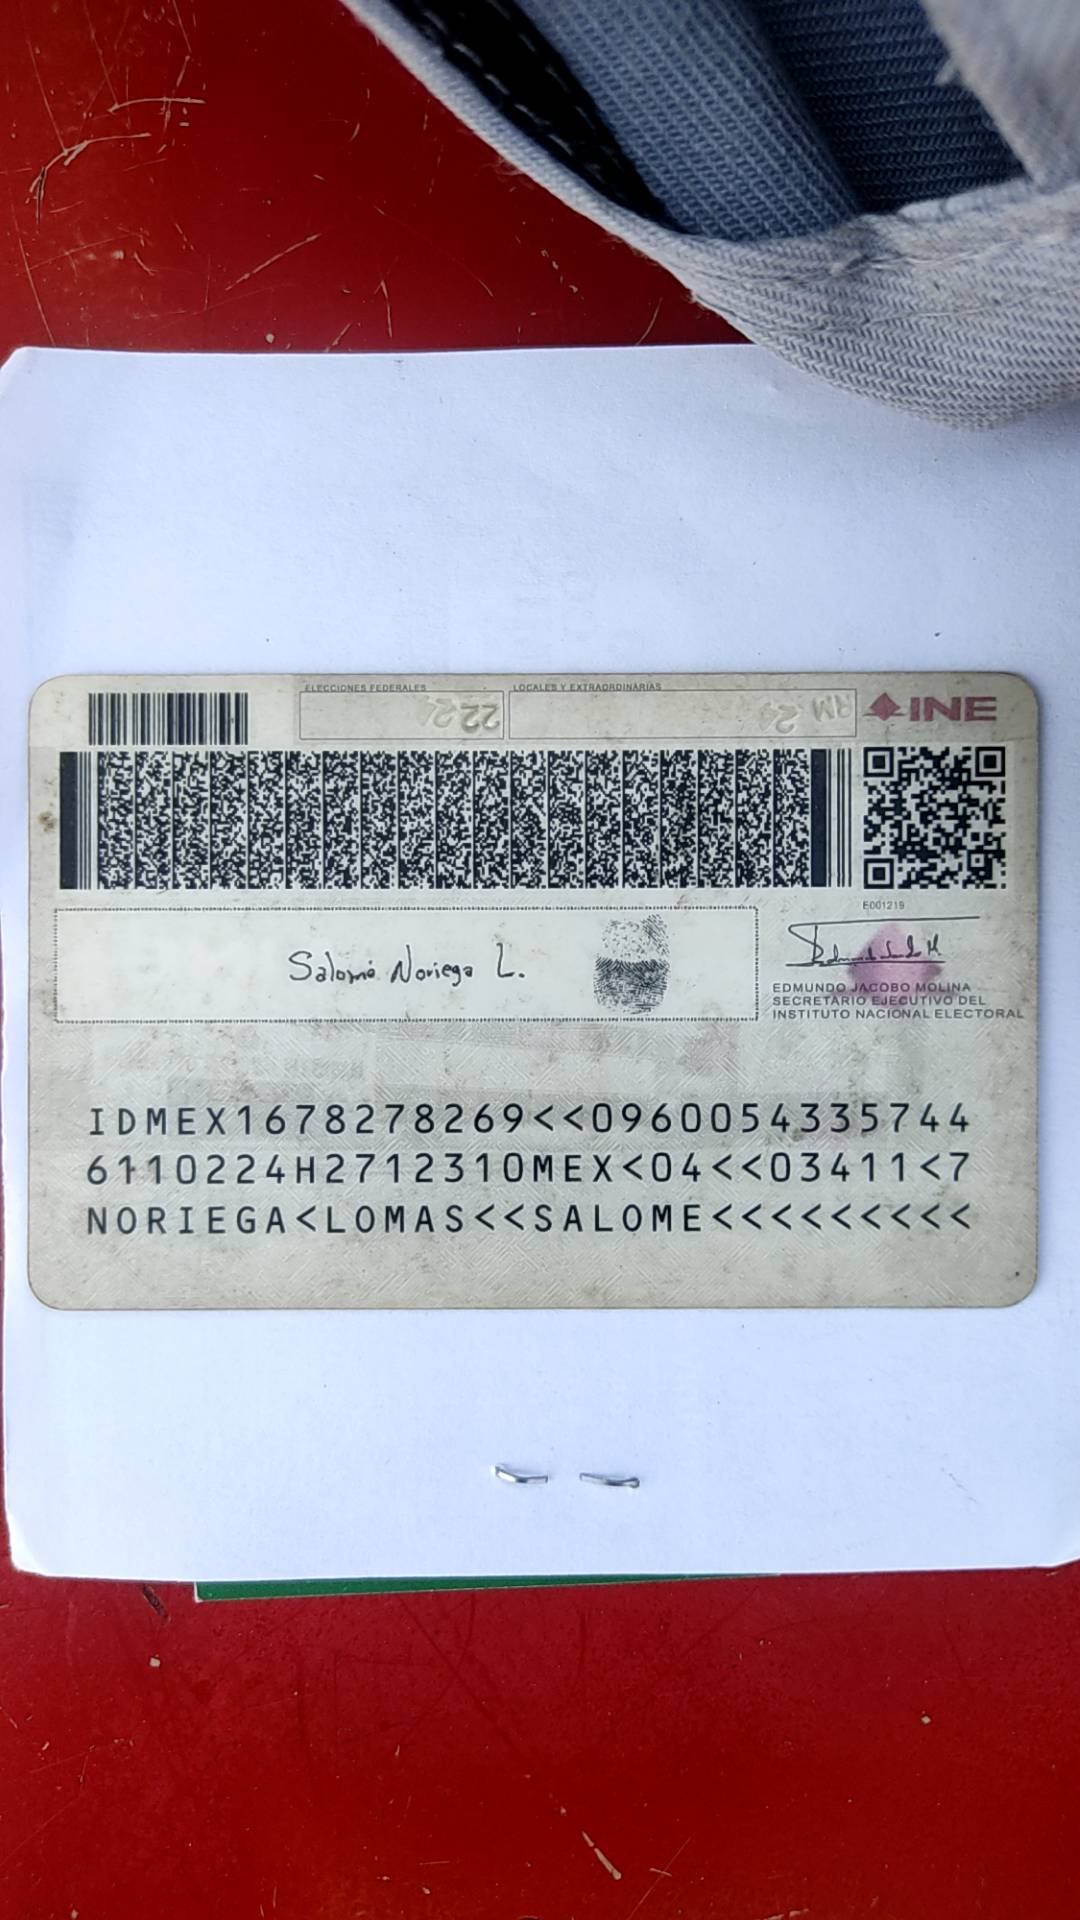 ELECCIONES FEDERALES
LOCALES Y EXTRAORDINARIAS
INE
E001219
Salomé Noriega L.
EDMUNDO JACOBO MOLINA
SECRETARIO EJECUTIVO DEL
INSTITUTO NACIONAL ELECTORAL
IDMEX1678278269<<0960054335744
6110224H2712310MEX<04<<03411<7
NORIEGA<LOMAS<<SALOME<<<<<<<<<